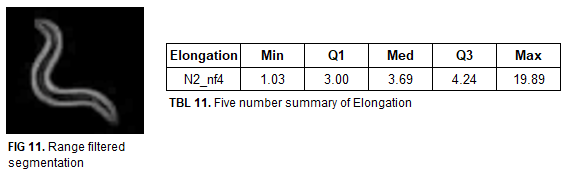 Elongation Min Q1 Med Q3 Max
N2_nf4 1.03 3.00 3.69 4.24 19.89
TBL 11. Five number summary of Elongation
FIG 11. Range filtered
segmentation